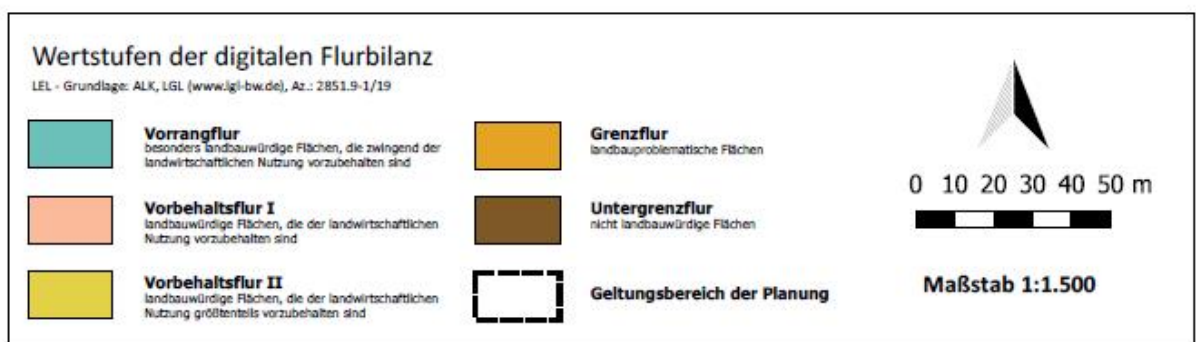 Wertstufen der digitalen Flurbilanz
LEL - Grundlage: ALK, LGL (www.lgl-bw.de), Az.: 2851.9-1/19
Vorrangflur
besonders landbauwürdige Flächen, die zwingend der
landwirtschaftlichen Nutzung vorzubehalten sind
Vorbehaltsflur I
landbauwürdige Flächen, die der landwirtschaftlichen
Nutzung vorzubehalten sind
Vorbehaltsflur II
landbauwürdige Flächen, die der landwirtschaftlichen
Nutzung größtenteils vorzubehalten sind
Grenzflur
landbauproblematische Flächen
Untergrenzflur
nicht landbauwürdige Flächen
Geltungsbereich der Planung
0 10 20 30 40 50 m
Maßstab 1:1.500